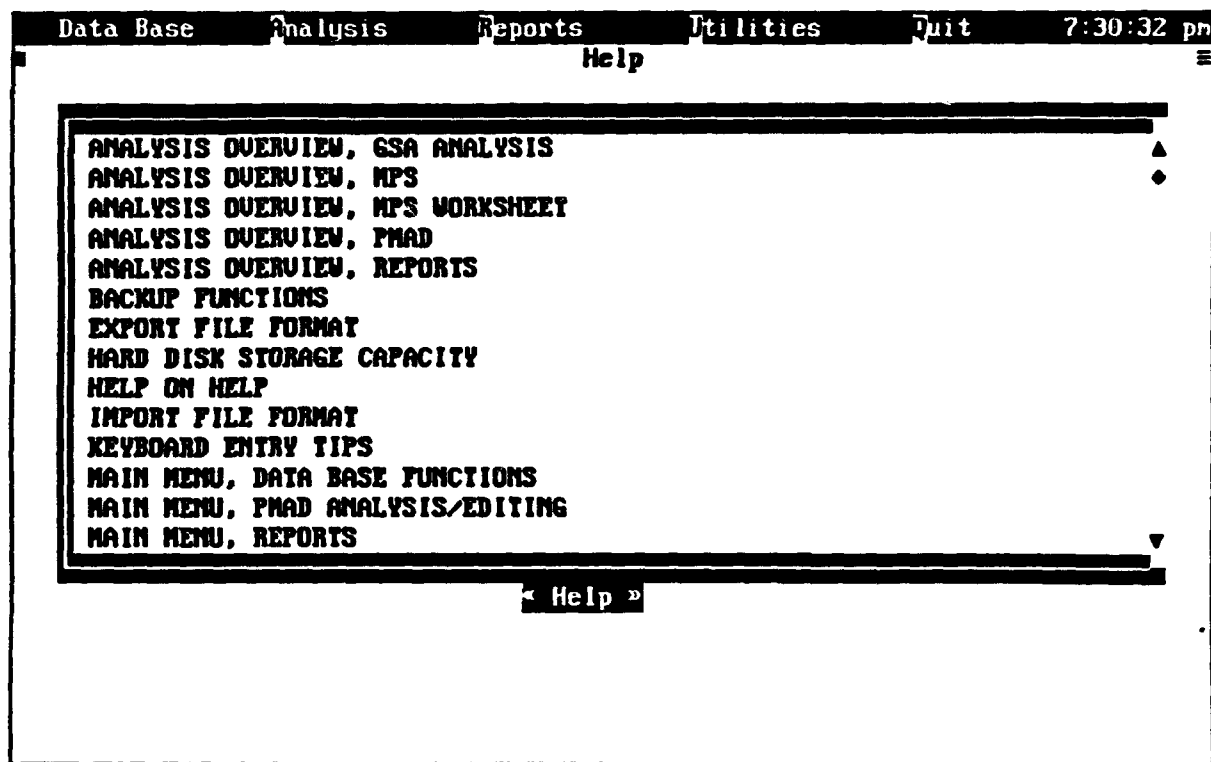 Data Base Analysis Reports Utilities Quit 7:30:32 pm
Help
ANALYSIS OVERVIEW, GSA ANALYSIS
ANALYSIS OVERVIEW, MPS
ANALYSIS OVERVIEW, MPS WORKSHEET
ANALYSIS OVERVIEW, PMAD
ANALYSIS OVERVIEW, REPORTS
BACKUP FUNCTIONS
EXPORT FILE FORMAT
HARD DISK STORAGE CAPACITY
HELP ON HELP
IMPORT FILE FORMAT
KEYBOARD ENTRY TIPS
MAIN MENU, DATA BASE FUNCTIONS
MAIN MENU, PMAD ANALYSIS/EDITING
MAIN MENU, REPORTS
« Help »